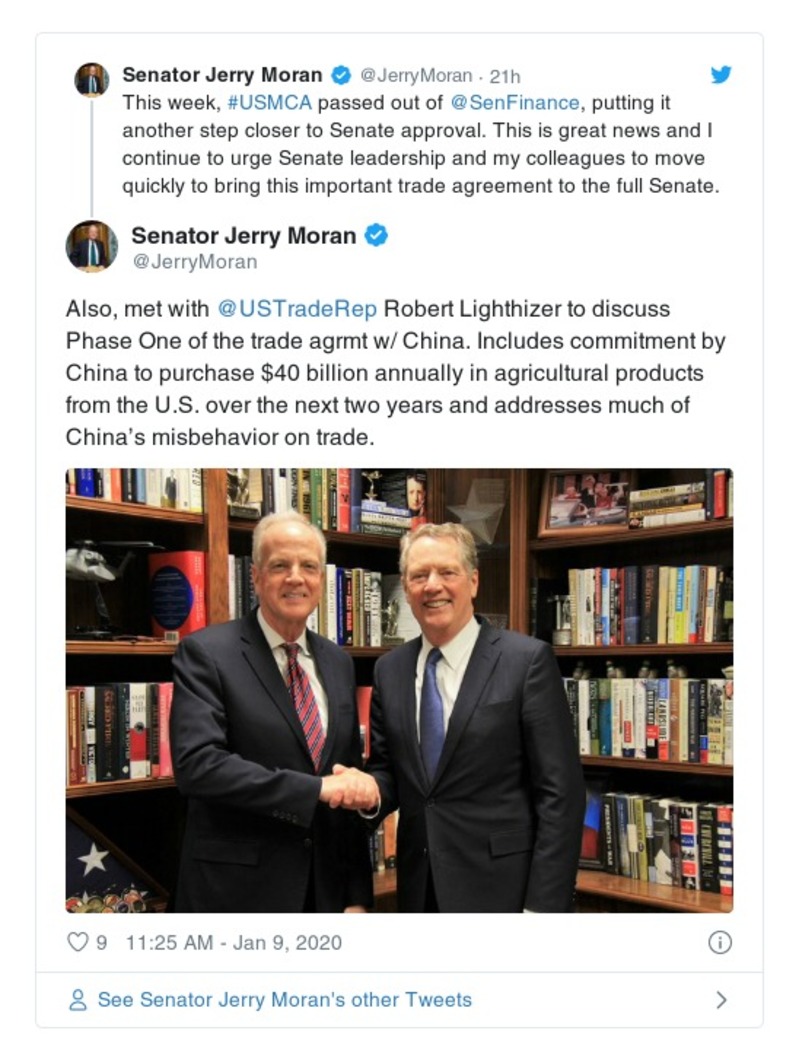 Senator Jerry Moran @JerryMoran · 21h
This week, #USMCA passed out of @SenFinance, putting it
another step closer to Senate approval. This is great news and I
continue to urge Senate leadership and my colleagues to move
quickly to bring this important trade agreement to the full Senate.
Senator Jerry Moran
@JerryMoran
Also, met with @USTradeRep Robert Lighthizer to discuss
Phase One of the trade agrmt w/ China. Includes commitment by
China to purchase $40 billion annually in agricultural products
from the U.S. over the next two years and addresses much of
China’s misbehavior on trade.
9 11:25 AM - Jan 9, 2020
See Senator Jerry Moran's other Tweets